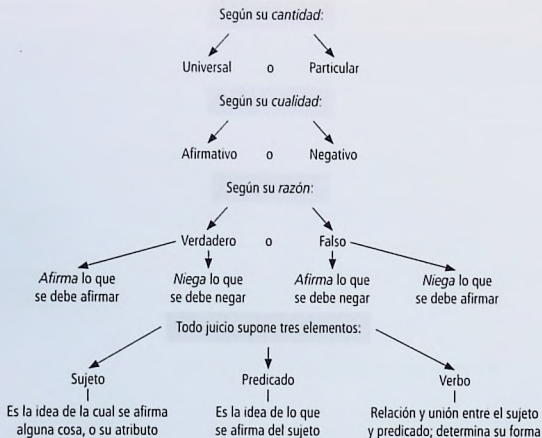 Según su cantidad:
Universal o Particular
Según su cualidad:
Afirmativo o Negativo
Según su razón:
Verdadero o Falso
Afirma lo que
se debe afirmar
Niega lo que
se debe negar
Afirma lo que
se debe negar
Niega lo que
se debe afirmar
Todo juicio supone tres elementos:
Sujeto
Es la idea de la cual se afirma
alguna cosa, o su atributo
Predicado
Es la idea de lo que
se afirma del sujeto
Verbo
Relación y unión entre el sujeto
y predicado; determina su forma